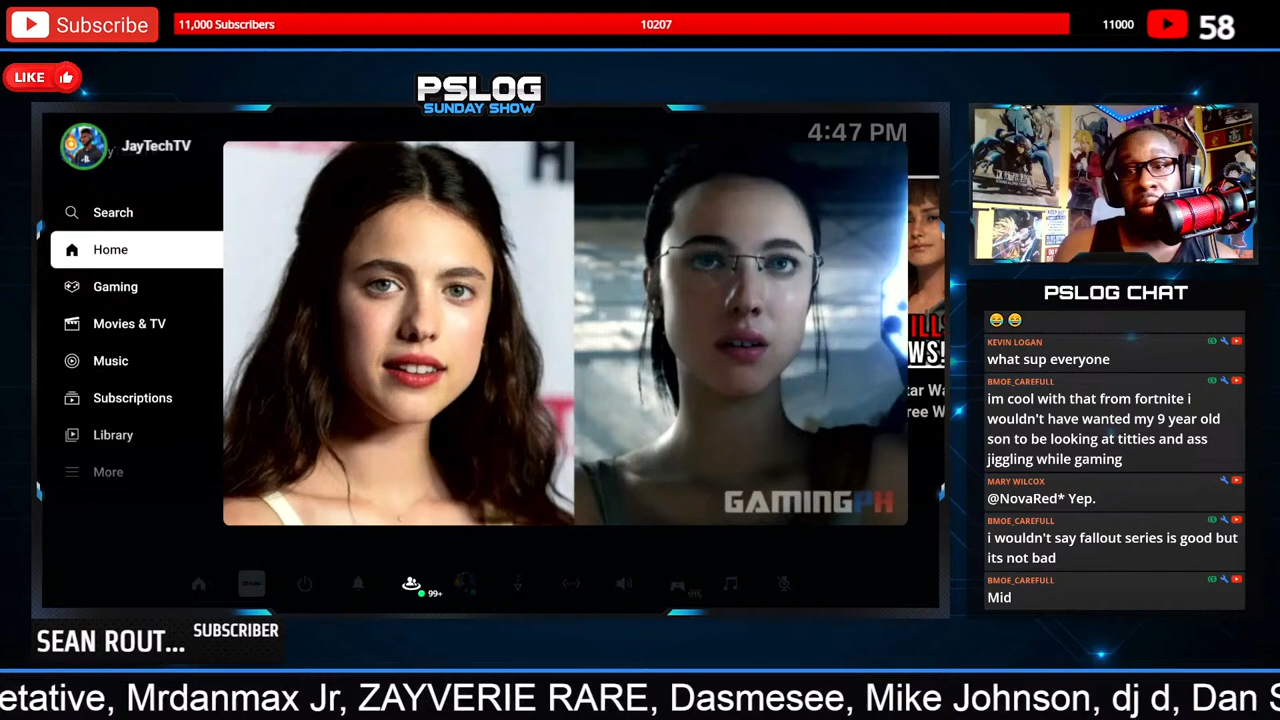 Subscribe
11,000 Subscribers
10207
11000
58
LIKE
PSLOG
SUNDAY SHOW
JayTechTV
4:47 PM
Search
Home
Gaming
Movies & TV
Music
Subscriptions
Library
More
GAMINGPH
99+
PSLOG CHAT
KEVIN LOGAN
what sup everyone
BMOE_CAREFULL
im cool with that from fortnite i
wouldn't have wanted my 9 year old
son to be looking at titties and ass
jiggling while gaming
MARY WILCOX
@NovaRed* Yep.
BMOE_CAREFULL
i wouldn't say fallout series is good but
its not bad
BMOE_CAREFULL
Mid
SEAN ROUT...
SUBSCRIBER
etative, Mrdanmax Jr, ZAYVERIE RARE, Dasmesee, Mike Johnson, dj d, Dan S